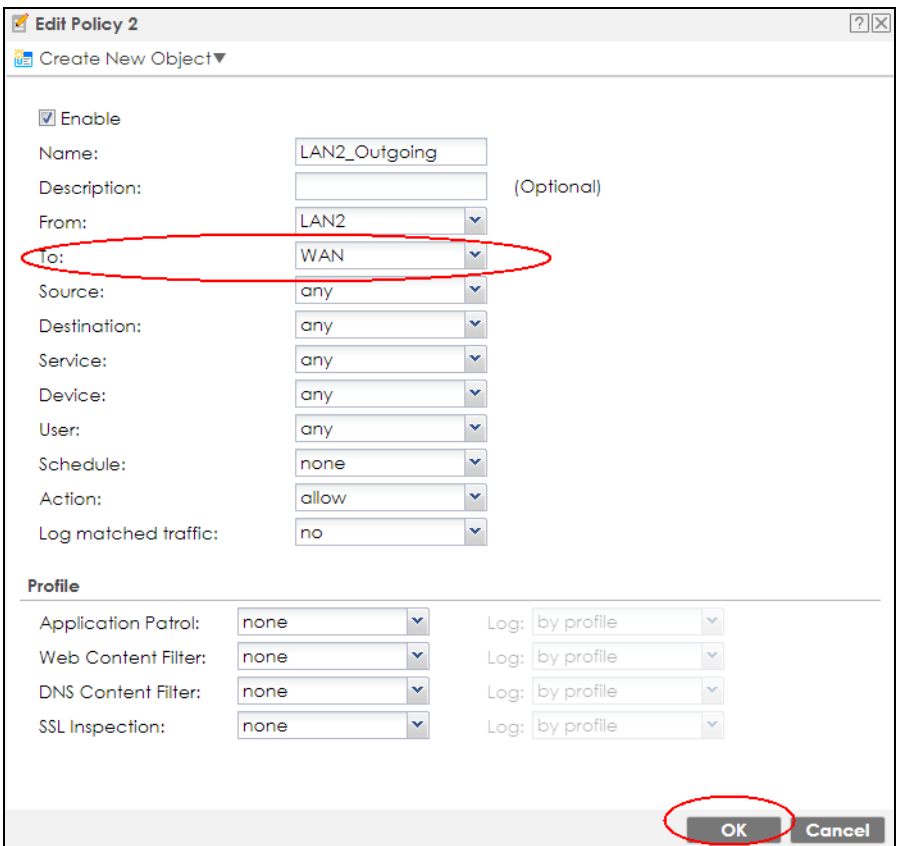 Edit Policy 2
Create New Object
Enable
Name: LAN2_Outgoing
Description: (Optional)
From: LAN2
To: WAN
Source: any
Destination: any
Service: any
Device: any
User: any
Schedule: none
Action: allow
Log matched traffic: no
Profile
Application Patrol: none Log: by profile
Web Content Filter: none Log: by profile
DNS Content Filter: none Log: by profile
SSL Inspection: none Log: by profile
OK Cancel